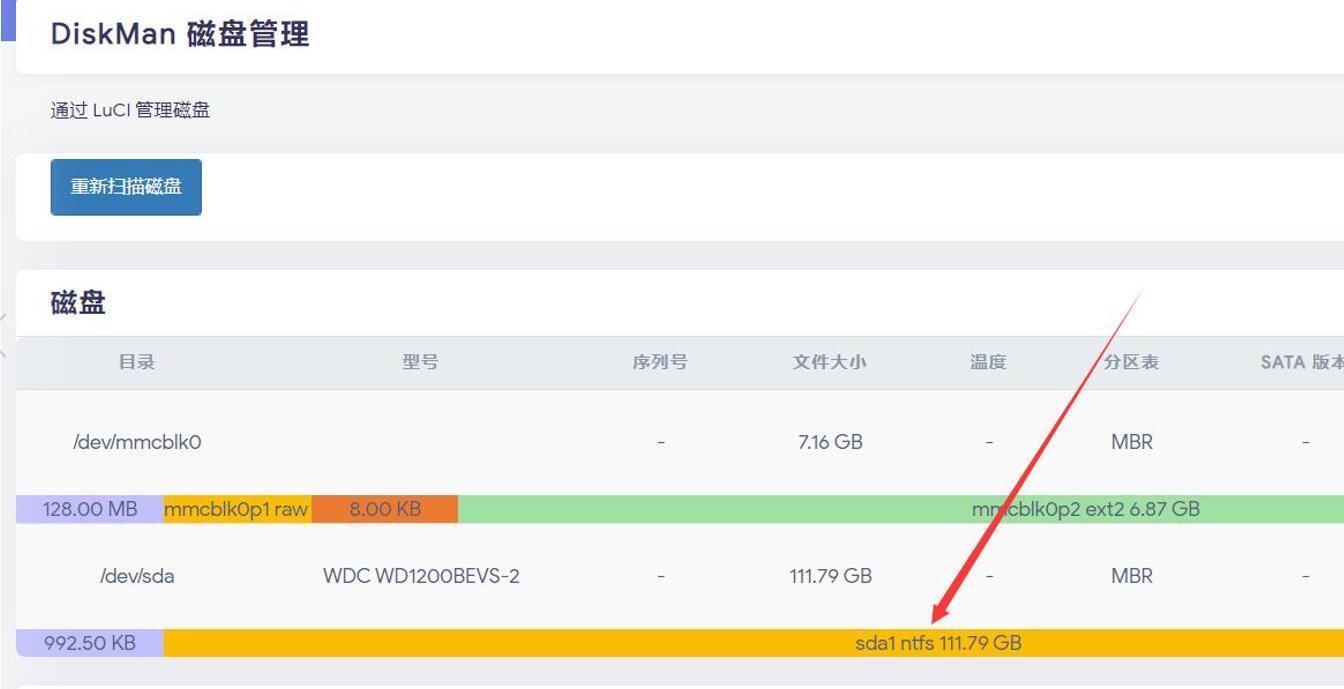 DiskMan 磁盘管理
通过 LuCI 管理磁盘
重新扫描磁盘
磁盘
目录 型号 序列号 文件大小 温度 分区表 SATA 版本
/dev/mmcblk0 - 7.16 GB - MBR -
128.00 MB mmcblk0p1 raw 8.00 KB mmcblk0p2 ext2 6.87 GB
/dev/sda WDC WD1200BEVS-2 - 111.79 GB - MBR -
992.50 KB sda1 ntfs 111.79 GB